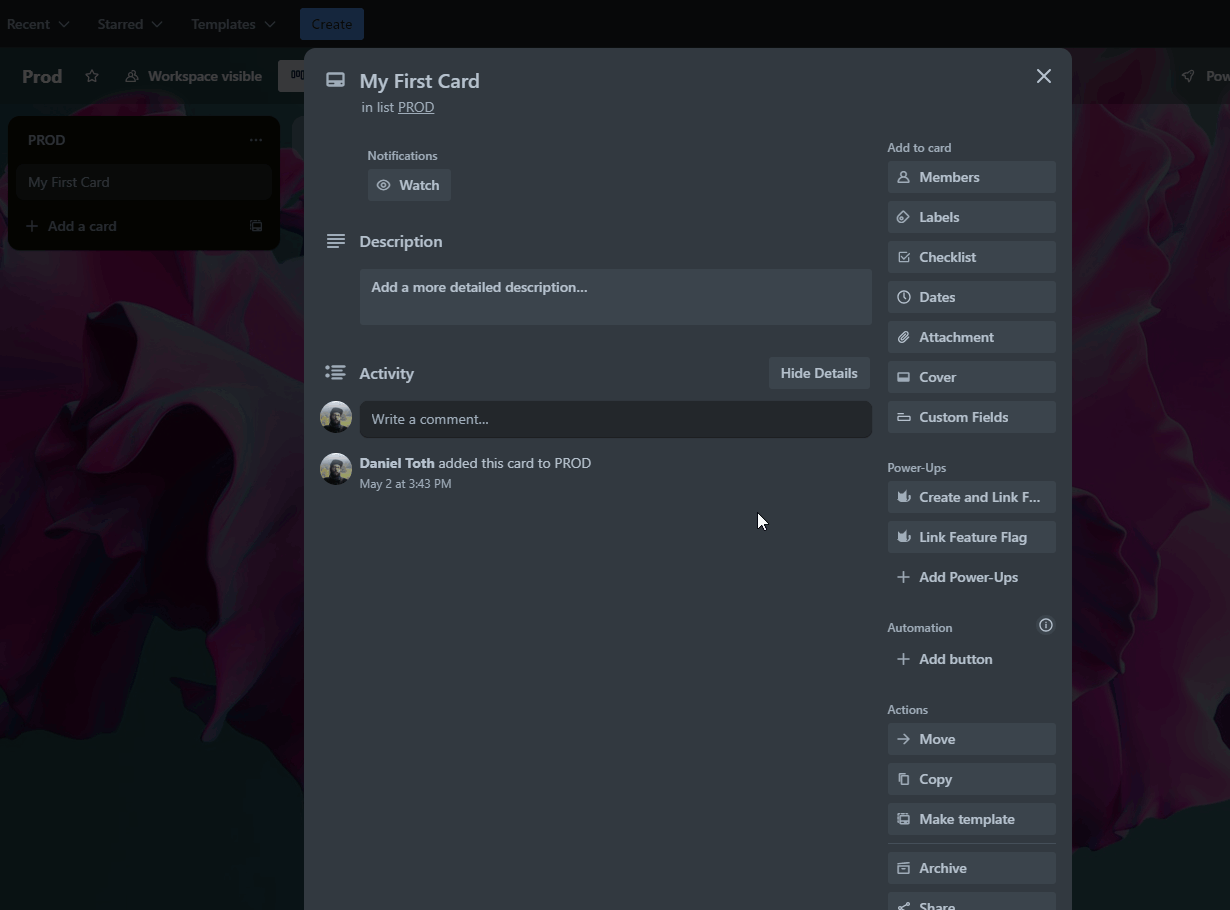 Recent
Starred
Templates
Create
Prod
Workspace visible
Pow
PROD
My First Card
Add a card
My First Card
in list PROD
Notifications
Watch
Description
Add a more detailed description...
Activity
Hide Details
Write a comment...
Daniel Toth added this card to PROD
May 2 at 3:43 PM
Add to card
Members
Labels
Checklist
Dates
Attachment
Cover
Custom Fields
Power-Ups
Create and Link F...
Link Feature Flag
Add Power-Ups
Automation
Add button
Actions
Move
Copy
Make template
Archive
Share